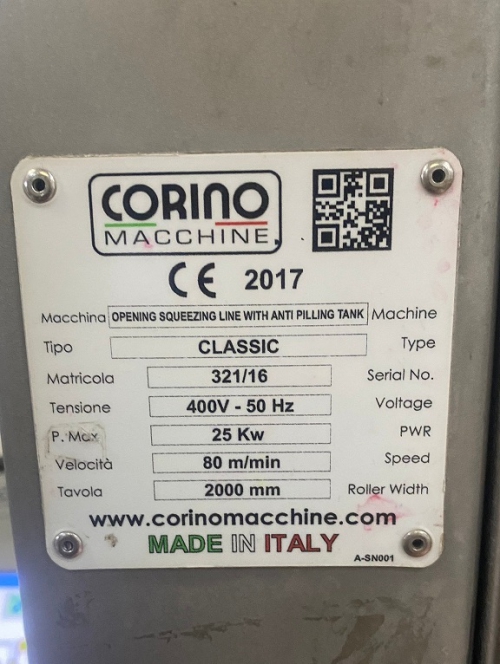 CORINO
MACCHINE
CE 2017
Macchina OPENING SQUEEZING LINE WITH ANTI PILLING TANK Machine
Tipo CLASSIC Type
Matricola 321/16 Serial No.
Tensione 400V - 50 Hz Voltage
P. Max 25 Kw PWR
Velocità 80 m/min Speed
Tavola 2000 mm Roller Width
www.corinomacchine.com
MADE IN ITALY
A-SN001